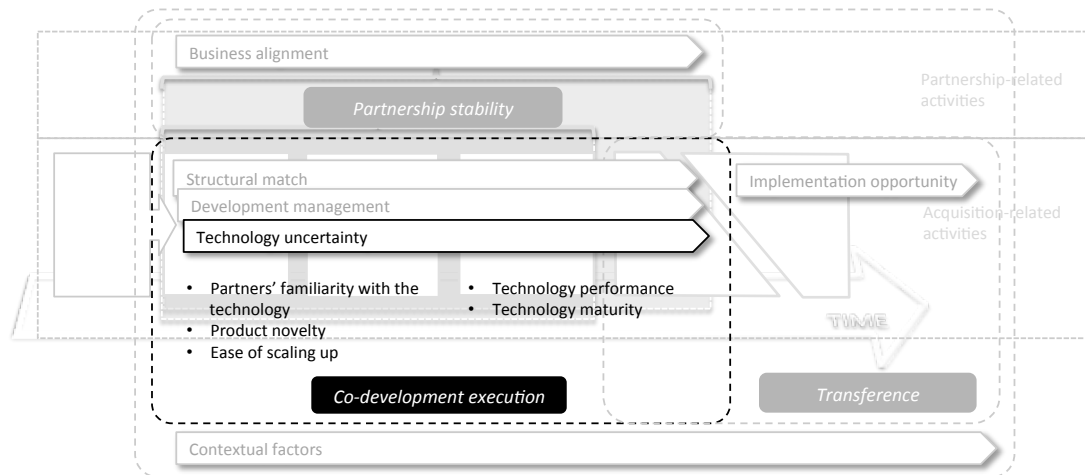 Business alignment
Partnership-related
activities
Partnership stability
Structural match
Implementation opportunity
Development management
Acquisition-related
activities
Technology uncertainty
• Partners’ familiarity with the
technology
• Product novelty
• Ease of scaling up
• Technology performance
• Technology maturity
TIME
Co-development execution
Transference
Contextual factors